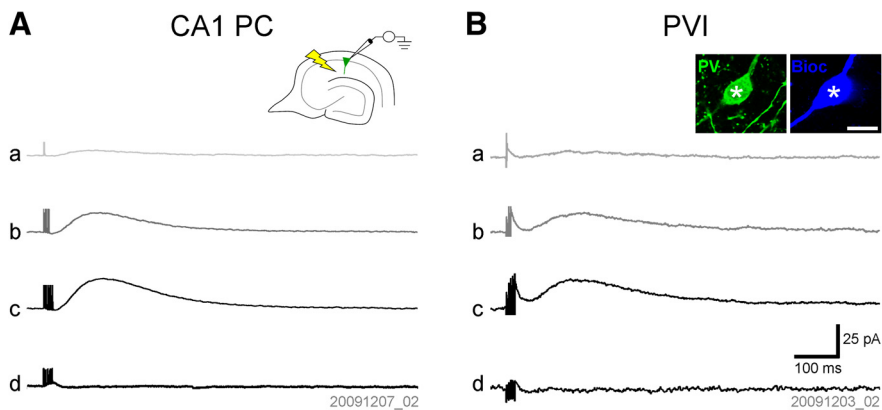 A CA1 PC
B PVI
PV
Bioc
a
b
c
d
20091207_02
a
b
c
d
25 pA
100 ms
20091203_02